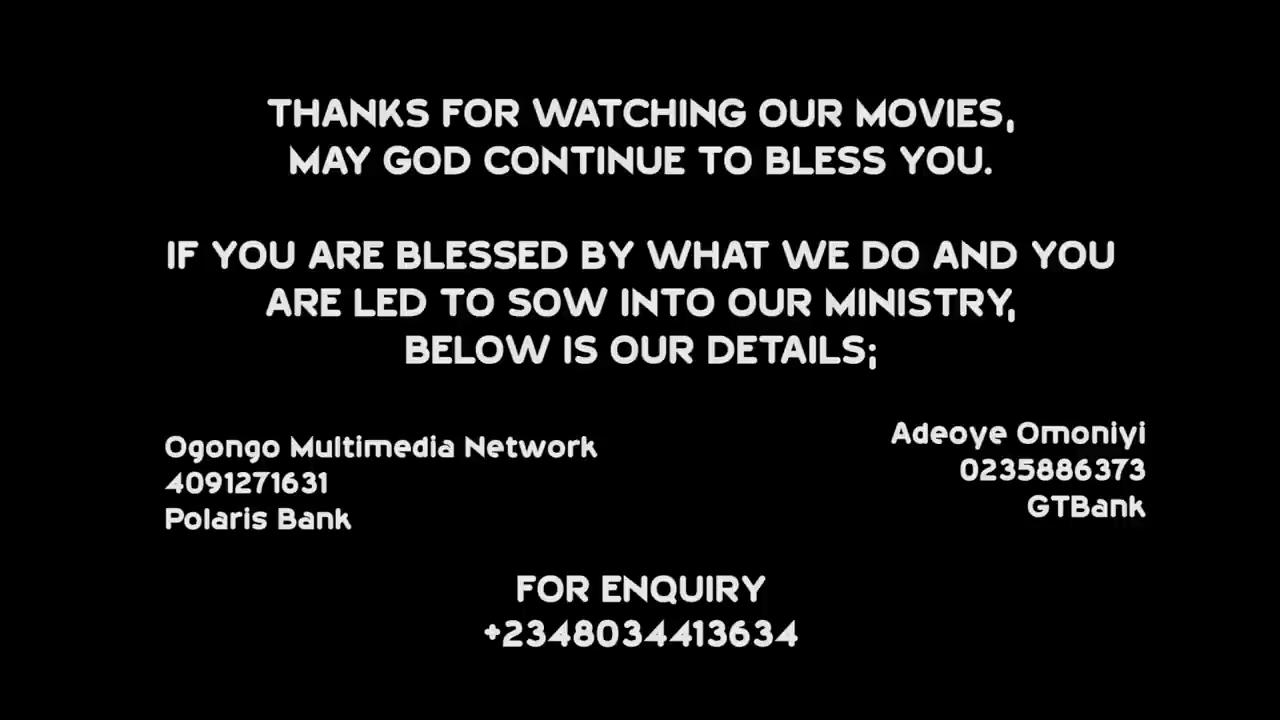 THANKS FOR WATCHING OUR MOVIES,
MAY GOD CONTINUE TO BLESS YOU.
IF YOU ARE BLESSED BY WHAT WE DO AND YOU
ARE LED TO SOW INTO OUR MINISTRY,
BELOW IS OUR DETAILS;
Ogongo Multimedia Network
4091271631
Polaris Bank
Adeoye Omoniyi
0235886373
GTBank
FOR ENQUIRY
+2348034413634